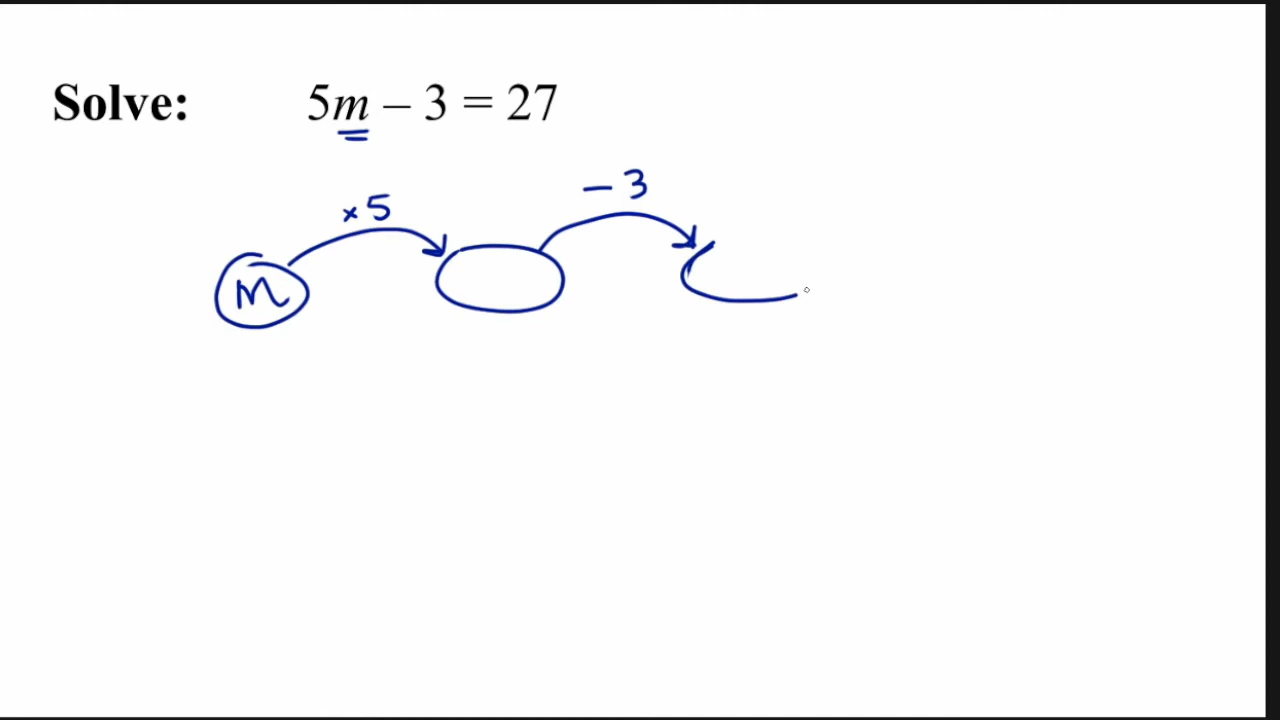 Solve: 5m – 3 = 27
×5
– 3
m